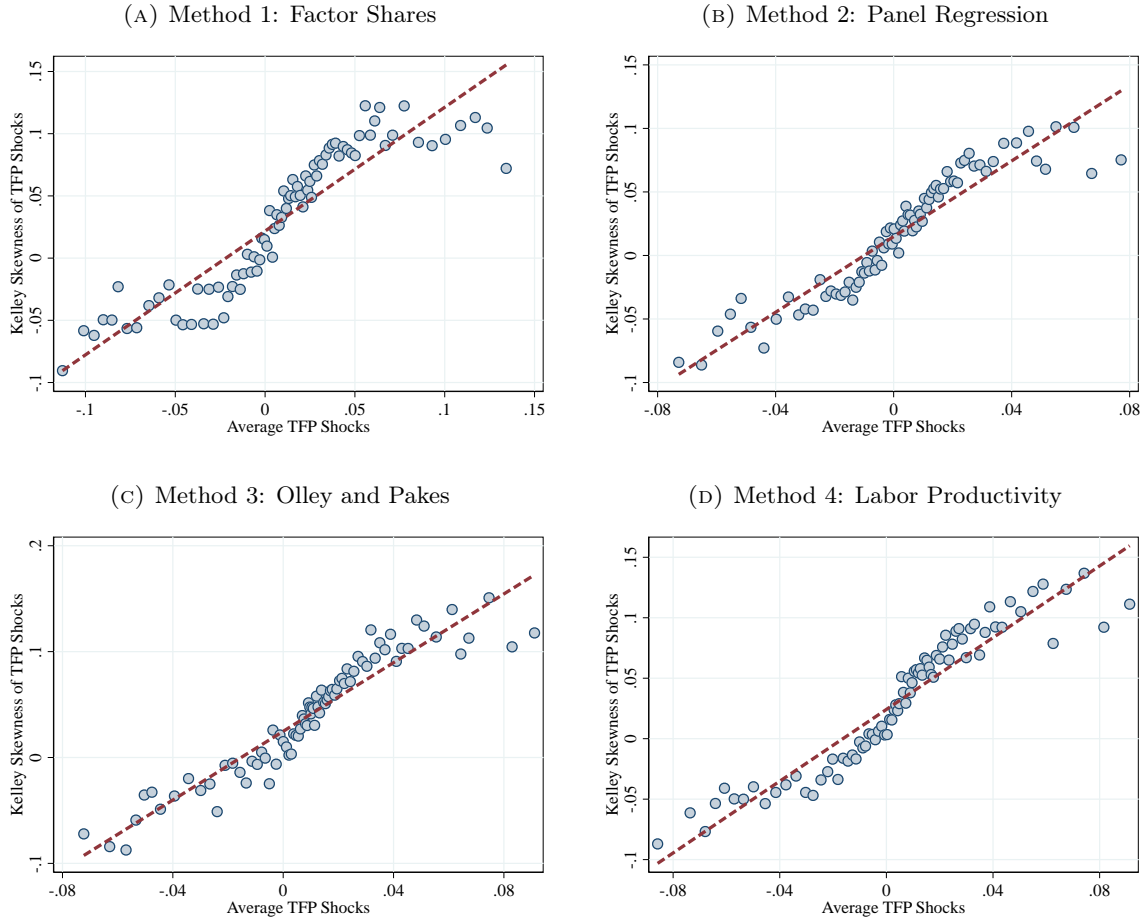 (A) Method 1: Factor Shares
Kelley Skewness of TFP Shocks
.15
.1
.05
0
-.05
-.1
-.1 -.05 0 .05 .1 .15
Average TFP Shocks
(B) Method 2: Panel Regression
Kelley Skewness of TFP Shocks
.15
.1
.05
0
-.05
-.1
-.08 -.04 0 .04 .08
Average TFP Shocks
(C) Method 3: Olley and Pakes
Kelley Skewness of TFP Shocks
.2
.1
0
-.1
-.08 -.04 0 .04 .08
Average TFP Shocks
(D) Method 4: Labor Productivity
Kelley Skewness of TFP Shocks
.15
.1
.05
0
-.05
-.1
-.08 -.04 0 .04 .08
Average TFP Shocks